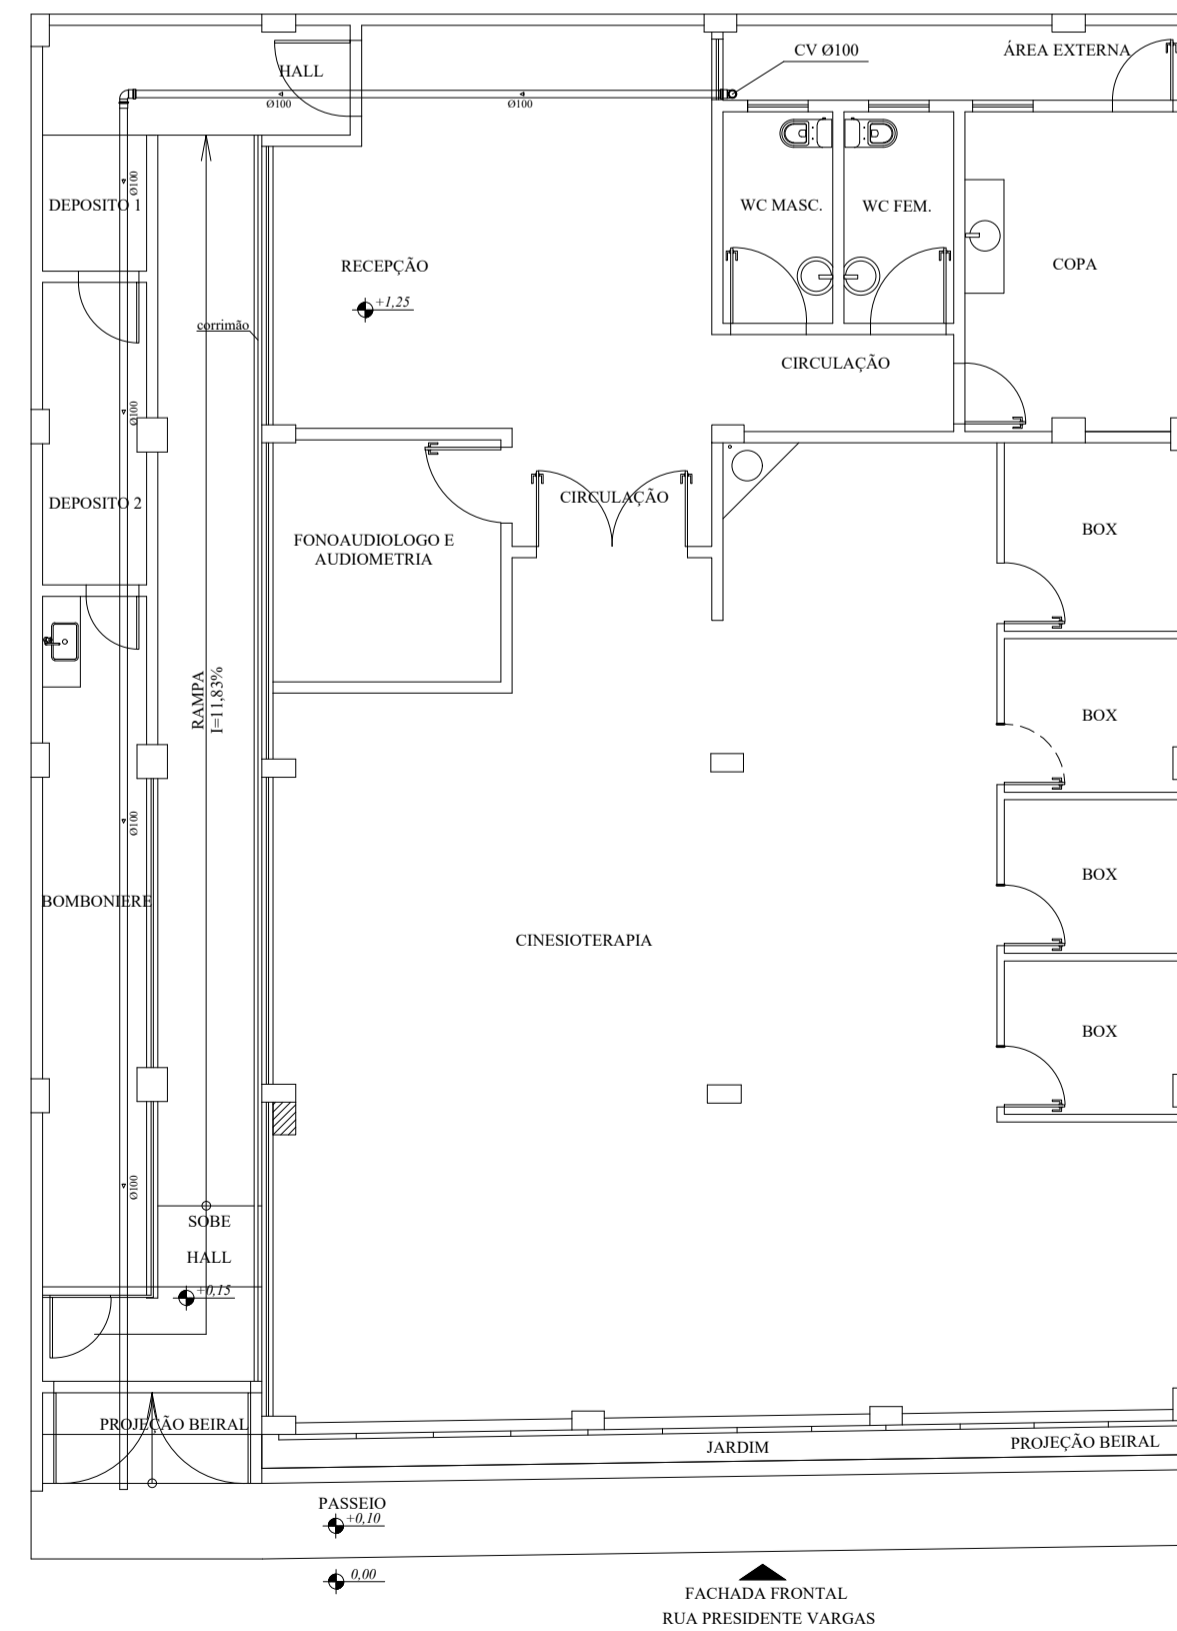 CV Ø100
ÁREA EXTERNA
HALL
Ø100
Ø100
Ø100
DEPOSITO 1
WC MASC.
WC FEM.
RECEPÇÃO
COPA
+1,25
corrimão
CIRCULAÇÃO
Ø100
DEPOSITO 2
CIRCULAÇÃO
FONOAUDIOLOGO E
AUDIOMETRIA
BOX
RAMPA
I=11,83%
BOX
Ø100
BOX
BOMBONIERE
CINESIOTERAPIA
BOX
Ø100
SOBE
HALL
+0,15
PROJEÇÃO BEIRAL
JARDIM
PROJEÇÃO BEIRAL
PASSEIO
+0,10
0,00
FACHADA FRONTAL
RUA PRESIDENTE VARGAS